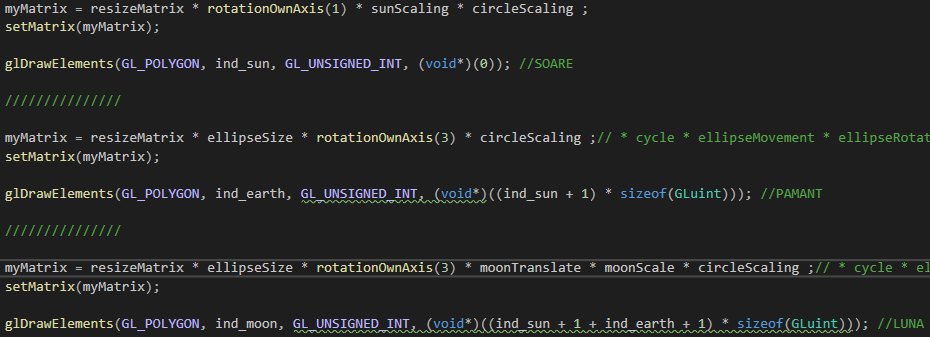 myMatrix = resizeMatrix * rotationOwnAxis(1) * sunScaling * circleScaling ;
setMatrix(myMatrix);
glDrawElements(GL_POLYGON, ind_sun, GL_UNSIGNED_INT, (void*)(0)); //SOARE
///////////////
myMatrix = resizeMatrix * ellipseSize * rotationOwnAxis(3) * circleScaling ;// * cycle * ellipseMovement * ellipseRotat
setMatrix(myMatrix);
glDrawElements(GL_POLYGON, ind_earth, GL_UNSIGNED_INT, (void*)((ind_sun + 1) * sizeof(GLuint))); //PAMANT
///////////////
myMatrix = resizeMatrix * ellipseSize * rotationOwnAxis(3) * moonTranslate * moonScale * circleScaling ;// * cycle * el
setMatrix(myMatrix);
glDrawElements(GL_POLYGON, ind_moon, GL_UNSIGNED_INT, (void*)((ind_sun + 1 + ind_earth + 1) * sizeof(GLuint))); //LUNA